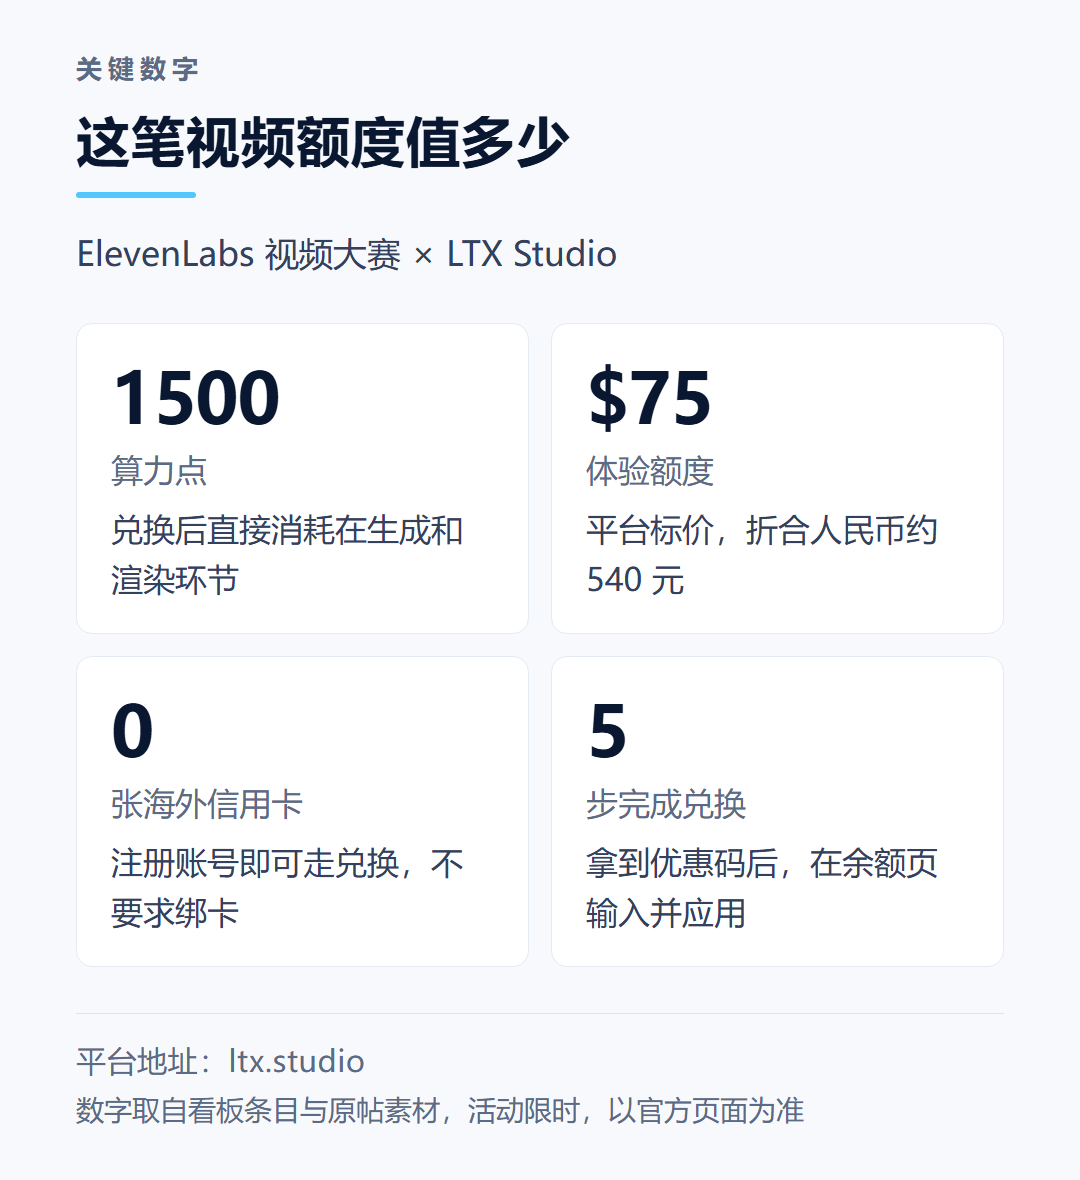 关键数字
这笔视频额度值多少
ElevenLabs 视频大赛 × LTX Studio
1500
算力点
兑换后直接消耗在生成和
渲染环节
$75
体验额度
平台标价，折合人民币约
540 元
0
张海外信用卡
注册账号即可走兑换，不
要求绑卡
5
步完成兑换
拿到优惠码后，在余额页
输入并应用
平台地址：ltx.studio
数字取自看板条目与原帖素材，活动限时，以官方页面为准